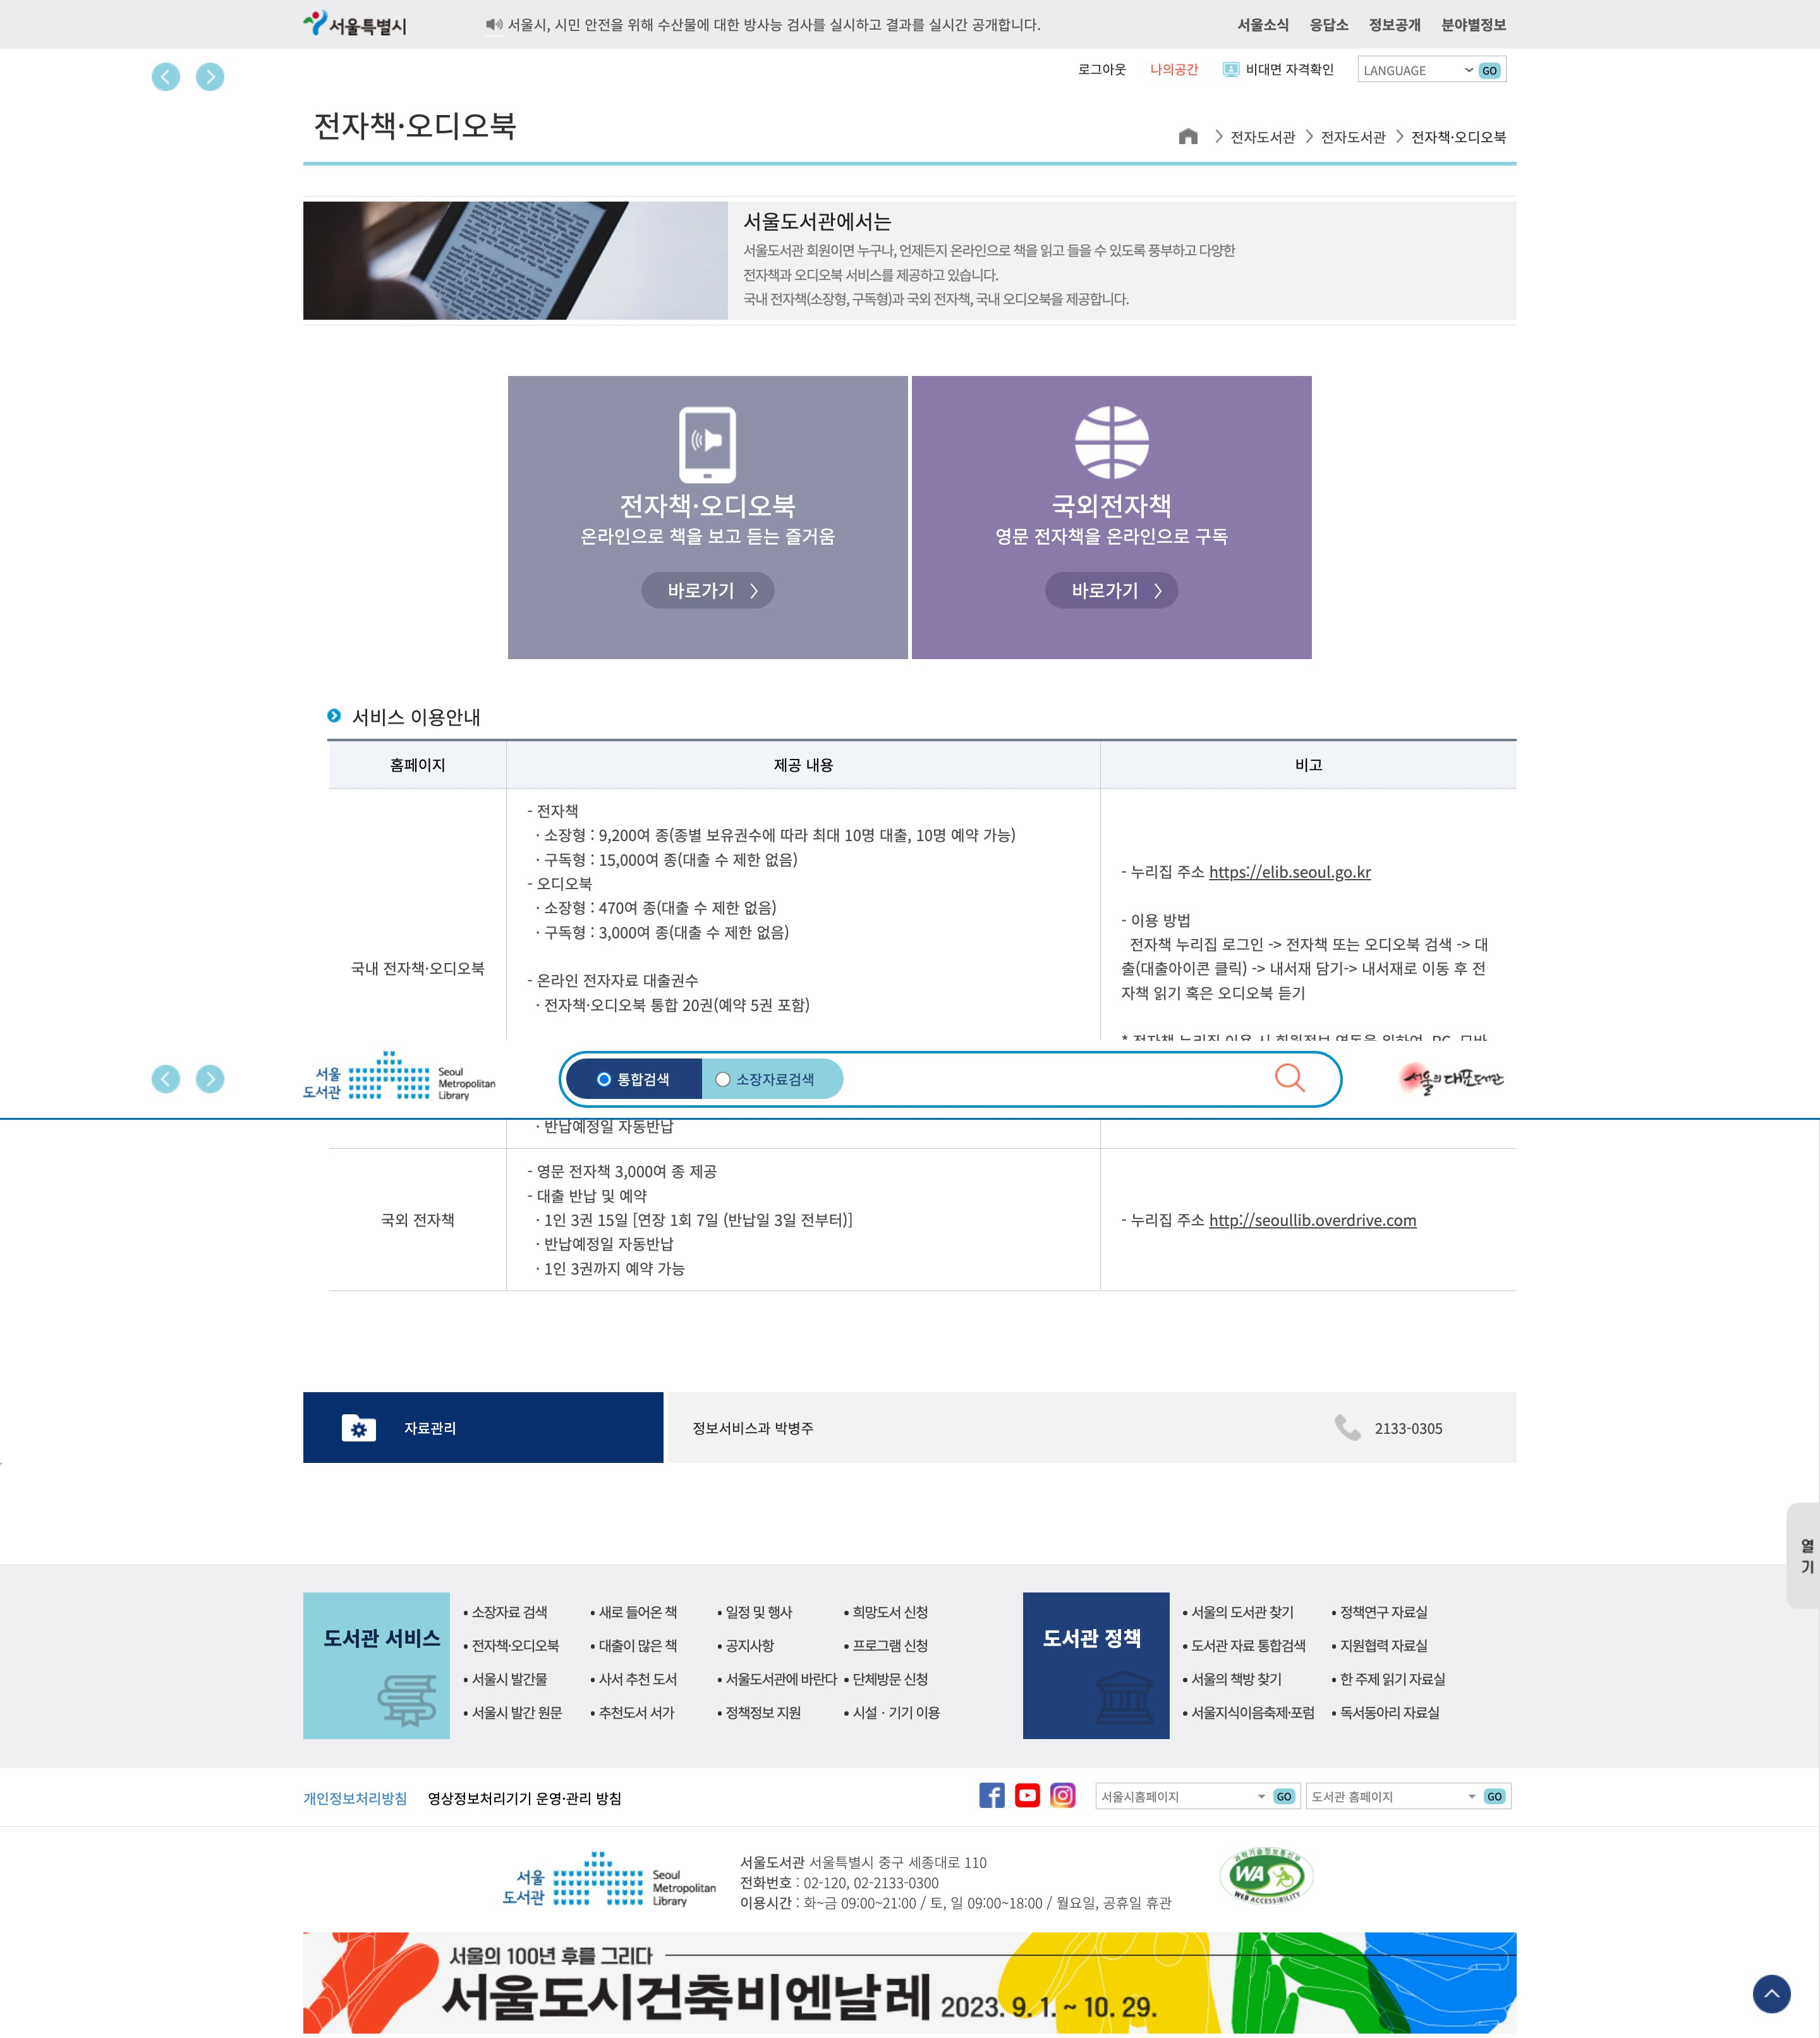 서울특별시
서울시, 시민 안전을 위해 수산물에 대한 방사능 검사를 실시하고 결과를 실시간 공개합니다.
서울소식 응답소 정보공개 분야별정보
로그아웃 나의공간 비대면 자격확인 LANGUAGE GO
전자책·오디오북
전자도서관 전자도서관 전자책·오디오북
서울도서관에서는
서울도서관 회원이면 누구나, 언제든지 온라인으로 책을 읽고 들을 수 있도록 풍부하고 다양한
전자책과 오디오북 서비스를 제공하고 있습니다.
국내 전자책(소장형, 구독형)과 국외 전자책, 국내 오디오북을 제공합니다.
전자책·오디오북
온라인으로 책을 보고 듣는 즐거움
바로가기
국외전자책
영문 전자책을 온라인으로 구독
바로가기
서비스 이용안내
홈페이지 제공 내용 비고
국내 전자책·오디오북
- 전자책
· 소장형 : 9,200여 종(종별 보유권수에 따라 최대 10명 대출, 10명 예약 가능)
· 구독형 : 15,000여 종(대출 수 제한 없음)
- 오디오북
· 소장형 : 470여 종(대출 수 제한 없음)
· 구독형 : 3,000여 종(대출 수 제한 없음)
- 온라인 전자자료 대출권수
· 전자책·오디오북 통합 20권(예약 5권 포함)
- 누리집 주소 https://elib.seoul.go.kr
- 이용 방법
전자책 누리집 로그인 -> 전자책 또는 오디오북 검색 -> 대
출(대출아이콘 클릭) -> 내서재 담기-> 내서재로 이동 후 전
자책 읽기 혹은 오디오북 듣기
* 전자책 누리집 이용 시 회원정보 연동을 위하여, PC, 모바
서울
도서관
Seoul
Metropolitan
Library
통합검색 소장자료검색
서울의 대표도서관
· 반납예정일 자동반납
국외 전자책
- 영문 전자책 3,000여 종 제공
- 대출 반납 및 예약
· 1인 3권 15일 [연장 1회 7일 (반납일 3일 전부터)]
· 반납예정일 자동반납
· 1인 3권까지 예약 가능
- 누리집 주소 http://seoullib.overdrive.com
자료관리 정보서비스과 박병주 2133-0305
열
기
도서관 서비스
• 소장자료 검색 • 새로 들어온 책 • 일정 및 행사 • 희망도서 신청
• 전자책·오디오북 • 대출이 많은 책 • 공지사항 • 프로그램 신청
• 서울시 발간물 • 사서 추천 도서 • 서울도서관에 바란다 • 단체방문 신청
• 서울시 발간 원문 • 추천도서 서가 • 정책정보 지원 • 시설 · 기기 이용
도서관 정책
• 서울의 도서관 찾기 • 정책연구 자료실
• 도서관 자료 통합검색 • 지원협력 자료실
• 서울의 책방 찾기 • 한 주제 읽기 자료실
• 서울지식이음축제·포럼 • 독서동아리 자료실
개인정보처리방침 영상정보처리기기 운영·관리 방침
서울시홈페이지 GO 도서관 홈페이지 GO
서울
도서관
Seoul
Metropolitan
Library
서울도서관 서울특별시 중구 세종대로 110
전화번호 : 02-120, 02-2133-0300
이용시간 : 화~금 09:00~21:00 / 토, 일 09:00~18:00 / 월요일, 공휴일 휴관
과학기술정보통신부
WA
WEB ACCESSIBILITY
서울의 100년 후를 그리다
서울도시건축비엔날레 2023. 9. 1. ~ 10. 29.